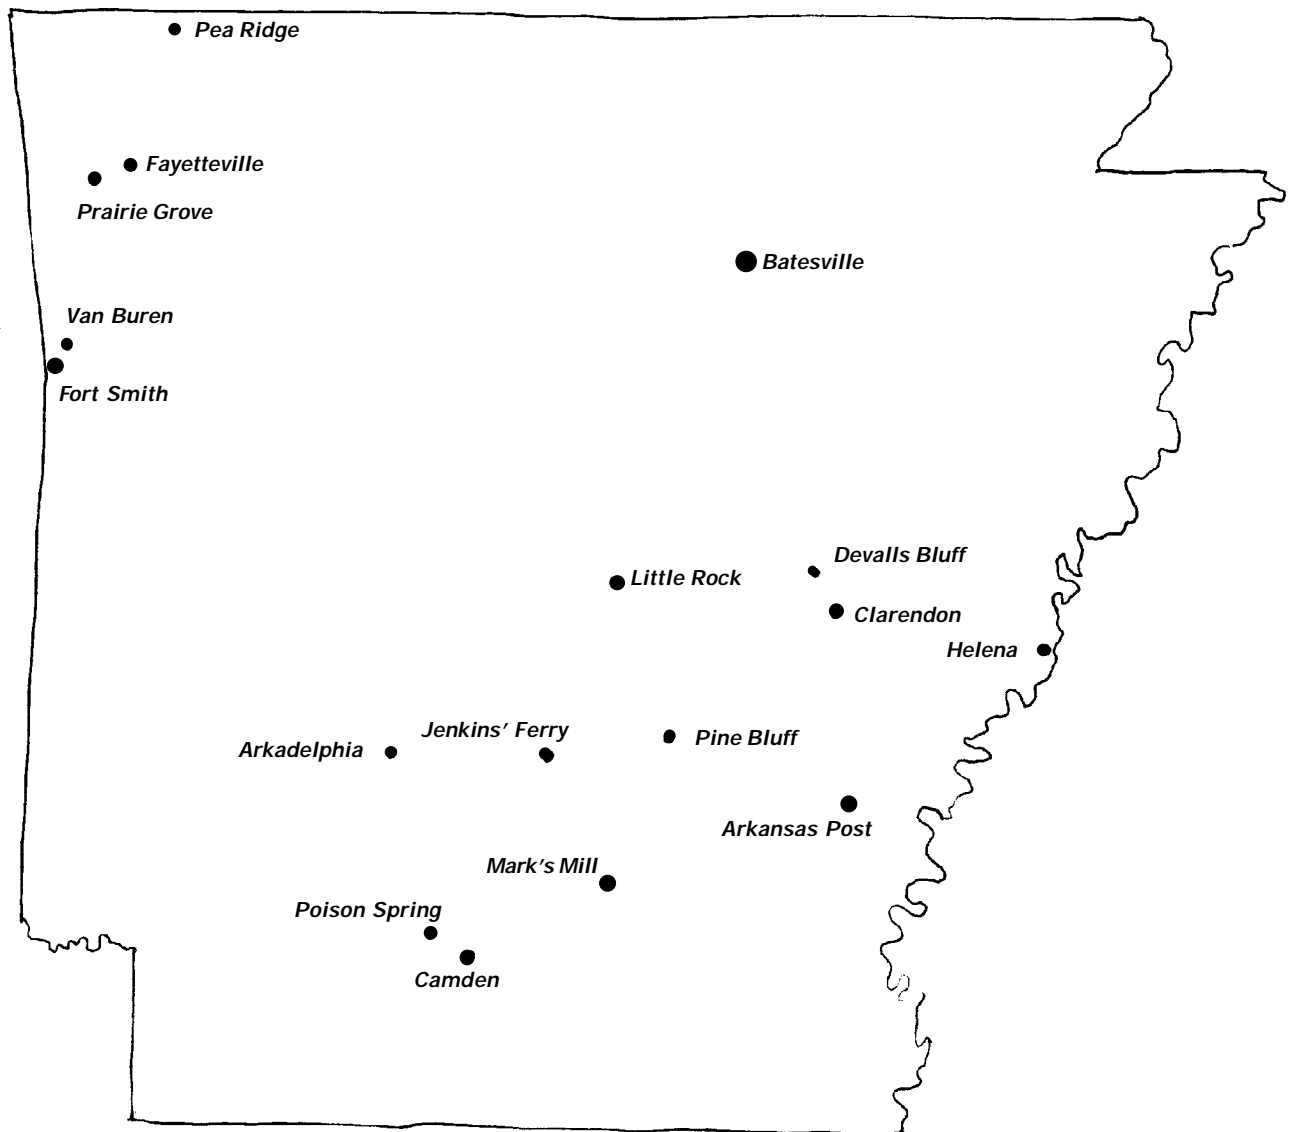 Pea Ridge
Fayetteville
Prairie Grove
Batesville
Van Buren
Fort Smith
Devalls Bluff
Little Rock
Clarendon
Helena
Jenkins' Ferry
Pine Bluff
Arkadelphia
Arkansas Post
Mark's Mill
Poison Spring
Camden